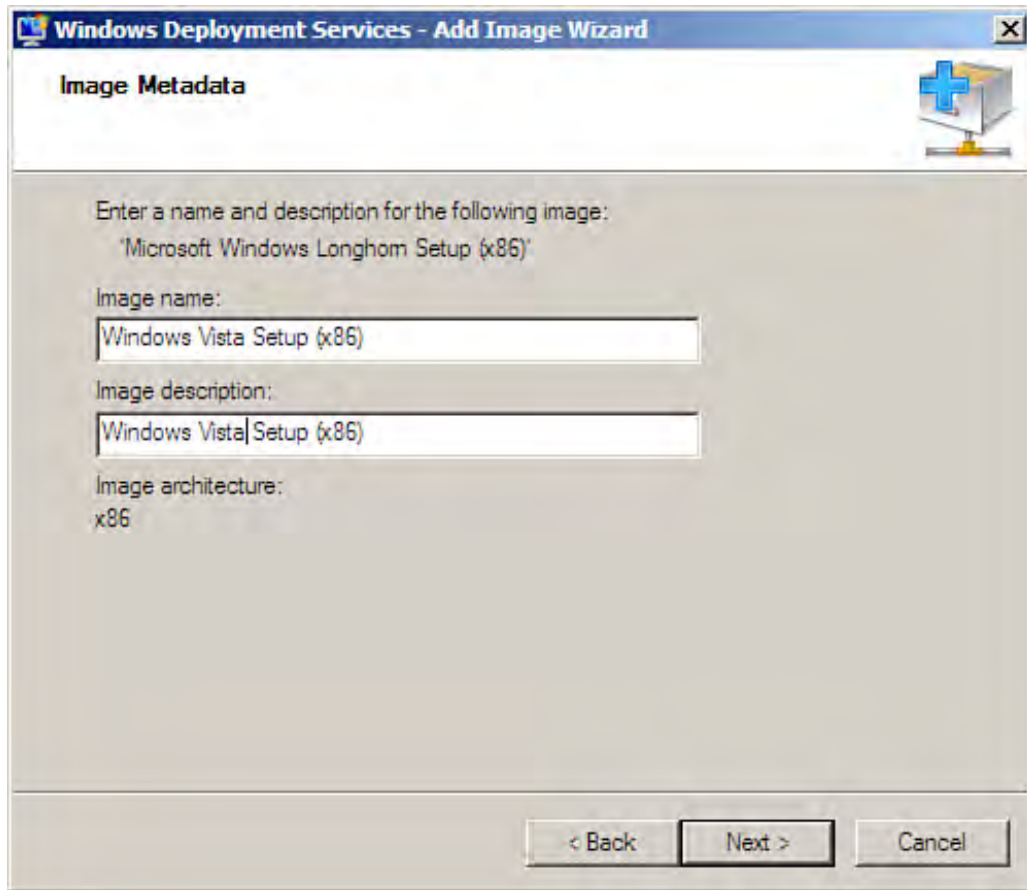 Windows Deployment Services - Add Image Wizard
Image Metadata
Enter a name and description for the following image:
'Microsoft Windows Longhorn Setup (x86)'
Image name:
Windows Vista Setup (x86)
Image description:
Windows Vista Setup (x86)
Image architecture:
x86
< Back Next > Cancel